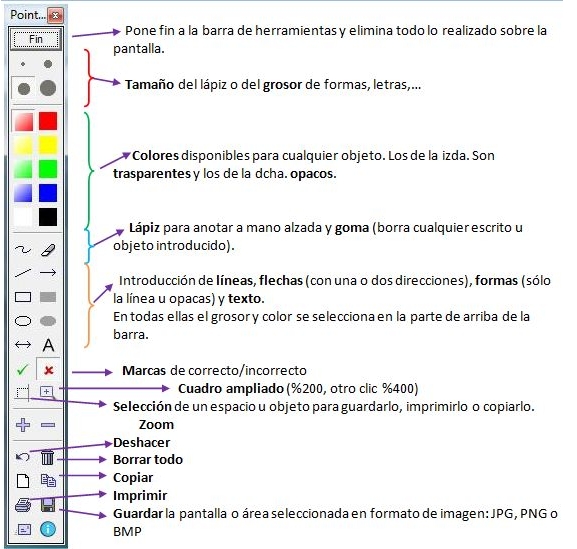 Point...
Fin
Pone fin a la barra de herramientas y elimina todo lo realizado sobre la
pantalla.
Tamaño del lápiz o del grosor de formas, letras,...
Colores disponibles para cualquier objeto. Los de la izda. Son
trasparentes y los de la dcha. opacos.
Lápiz para anotar a mano alzada y goma (borra cualquier escrito u
objeto introducido).
Introducción de líneas, flechas (con una o dos direcciones), formas (sólo
la línea u opacas) y texto.
En todas ellas el grosor y color se selecciona en la parte de arriba de la
barra.
A
Marcas de correcto/incorrecto
Cuadro ampliado (%200, otro clic %400)
Selección de un espacio u objeto para guardarlo, imprimirlo o copiarlo.
Zoom
Deshacer
Borrar todo
Copiar
Imprimir
Guardar la pantalla o área seleccionada en formato de imagen: JPG, PNG o
BMP